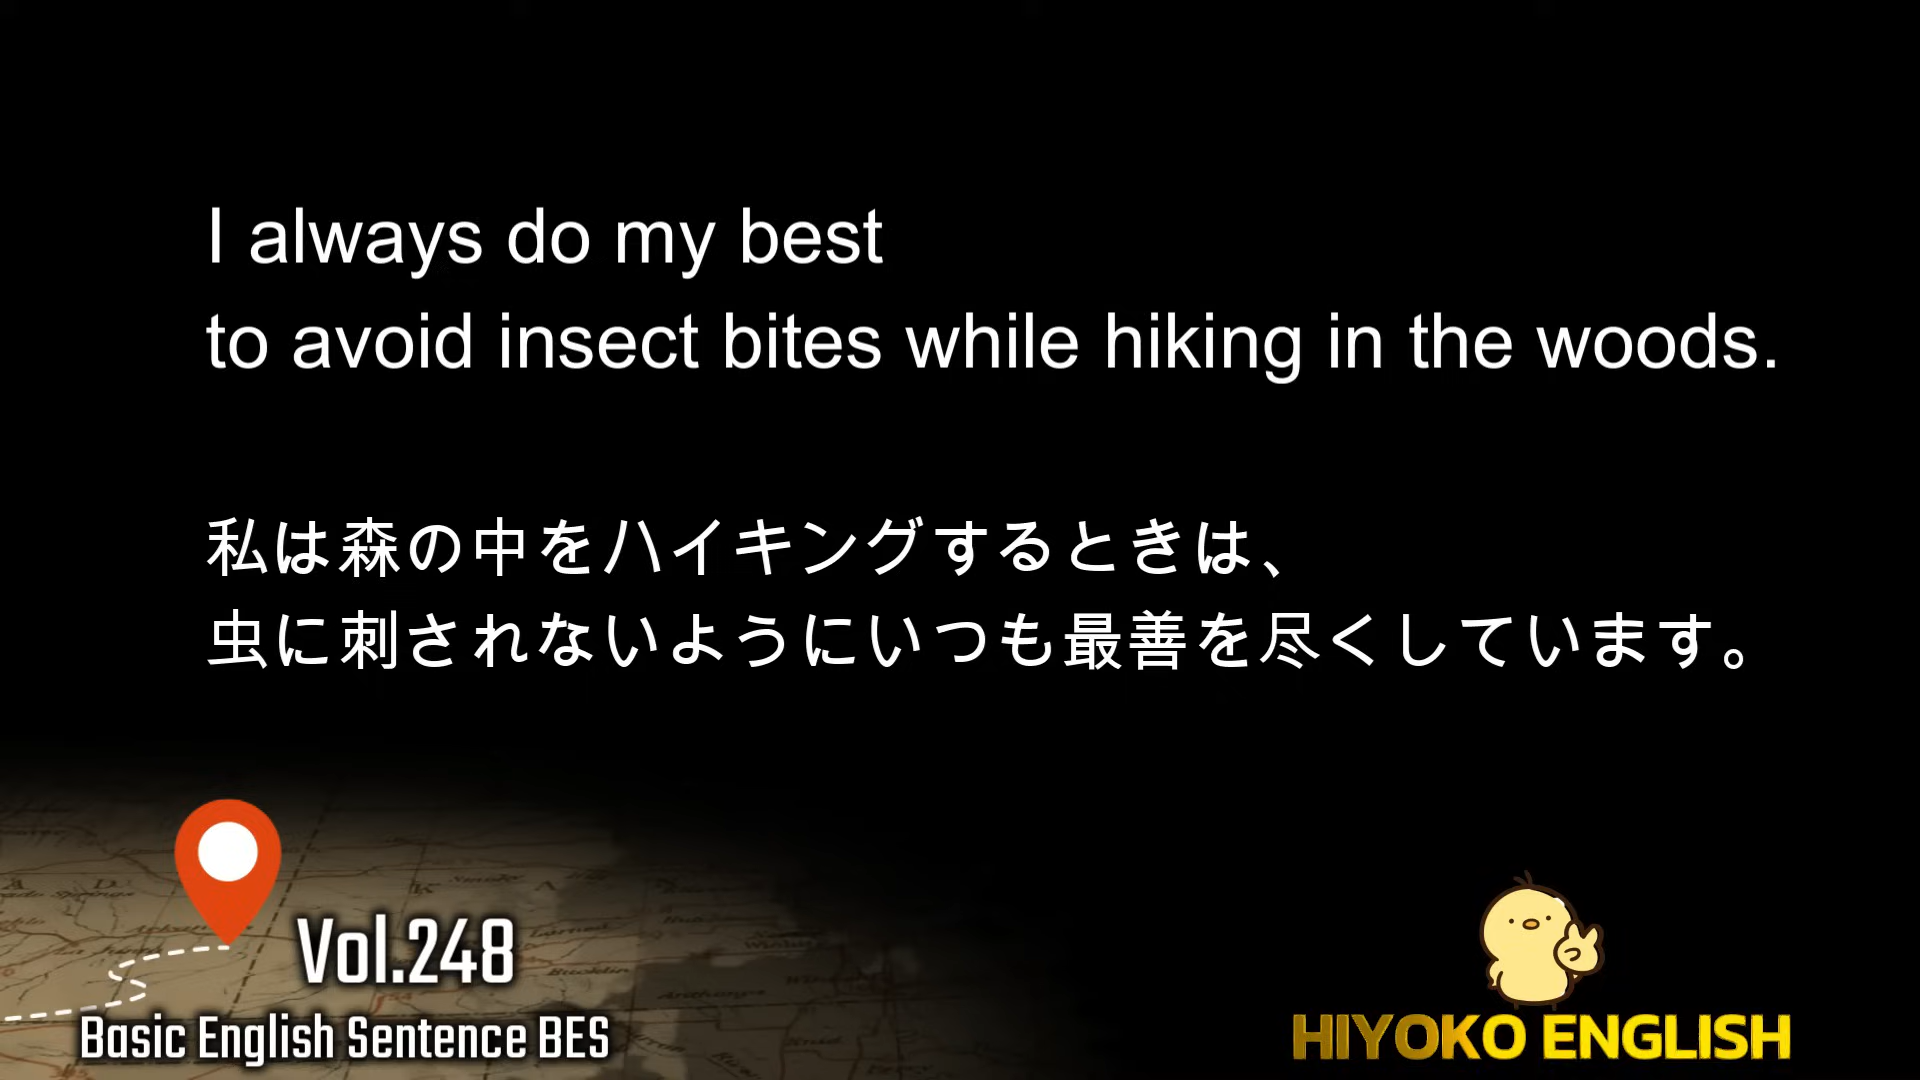 I always do my best
to avoid insect bites while hiking in the woods.
私は森の中をハイキングするときは、
虫に刺されないようにいつも最善を尽くしています。
Vol.248
Basic English Sentence BES
HIYOKO ENGLISH